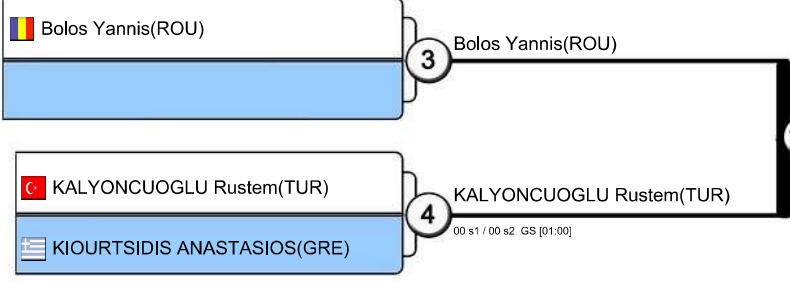 Bolos Yannis(ROU)
3
Bolos Yannis(ROU)
KALYONCUOGLU Rustem(TUR)
4
KALYONCUOGLU Rustem(TUR)
00 s1 / 00 s2 GS [01:00]
KIOURTSIDIS ANASTASIOS(GRE)